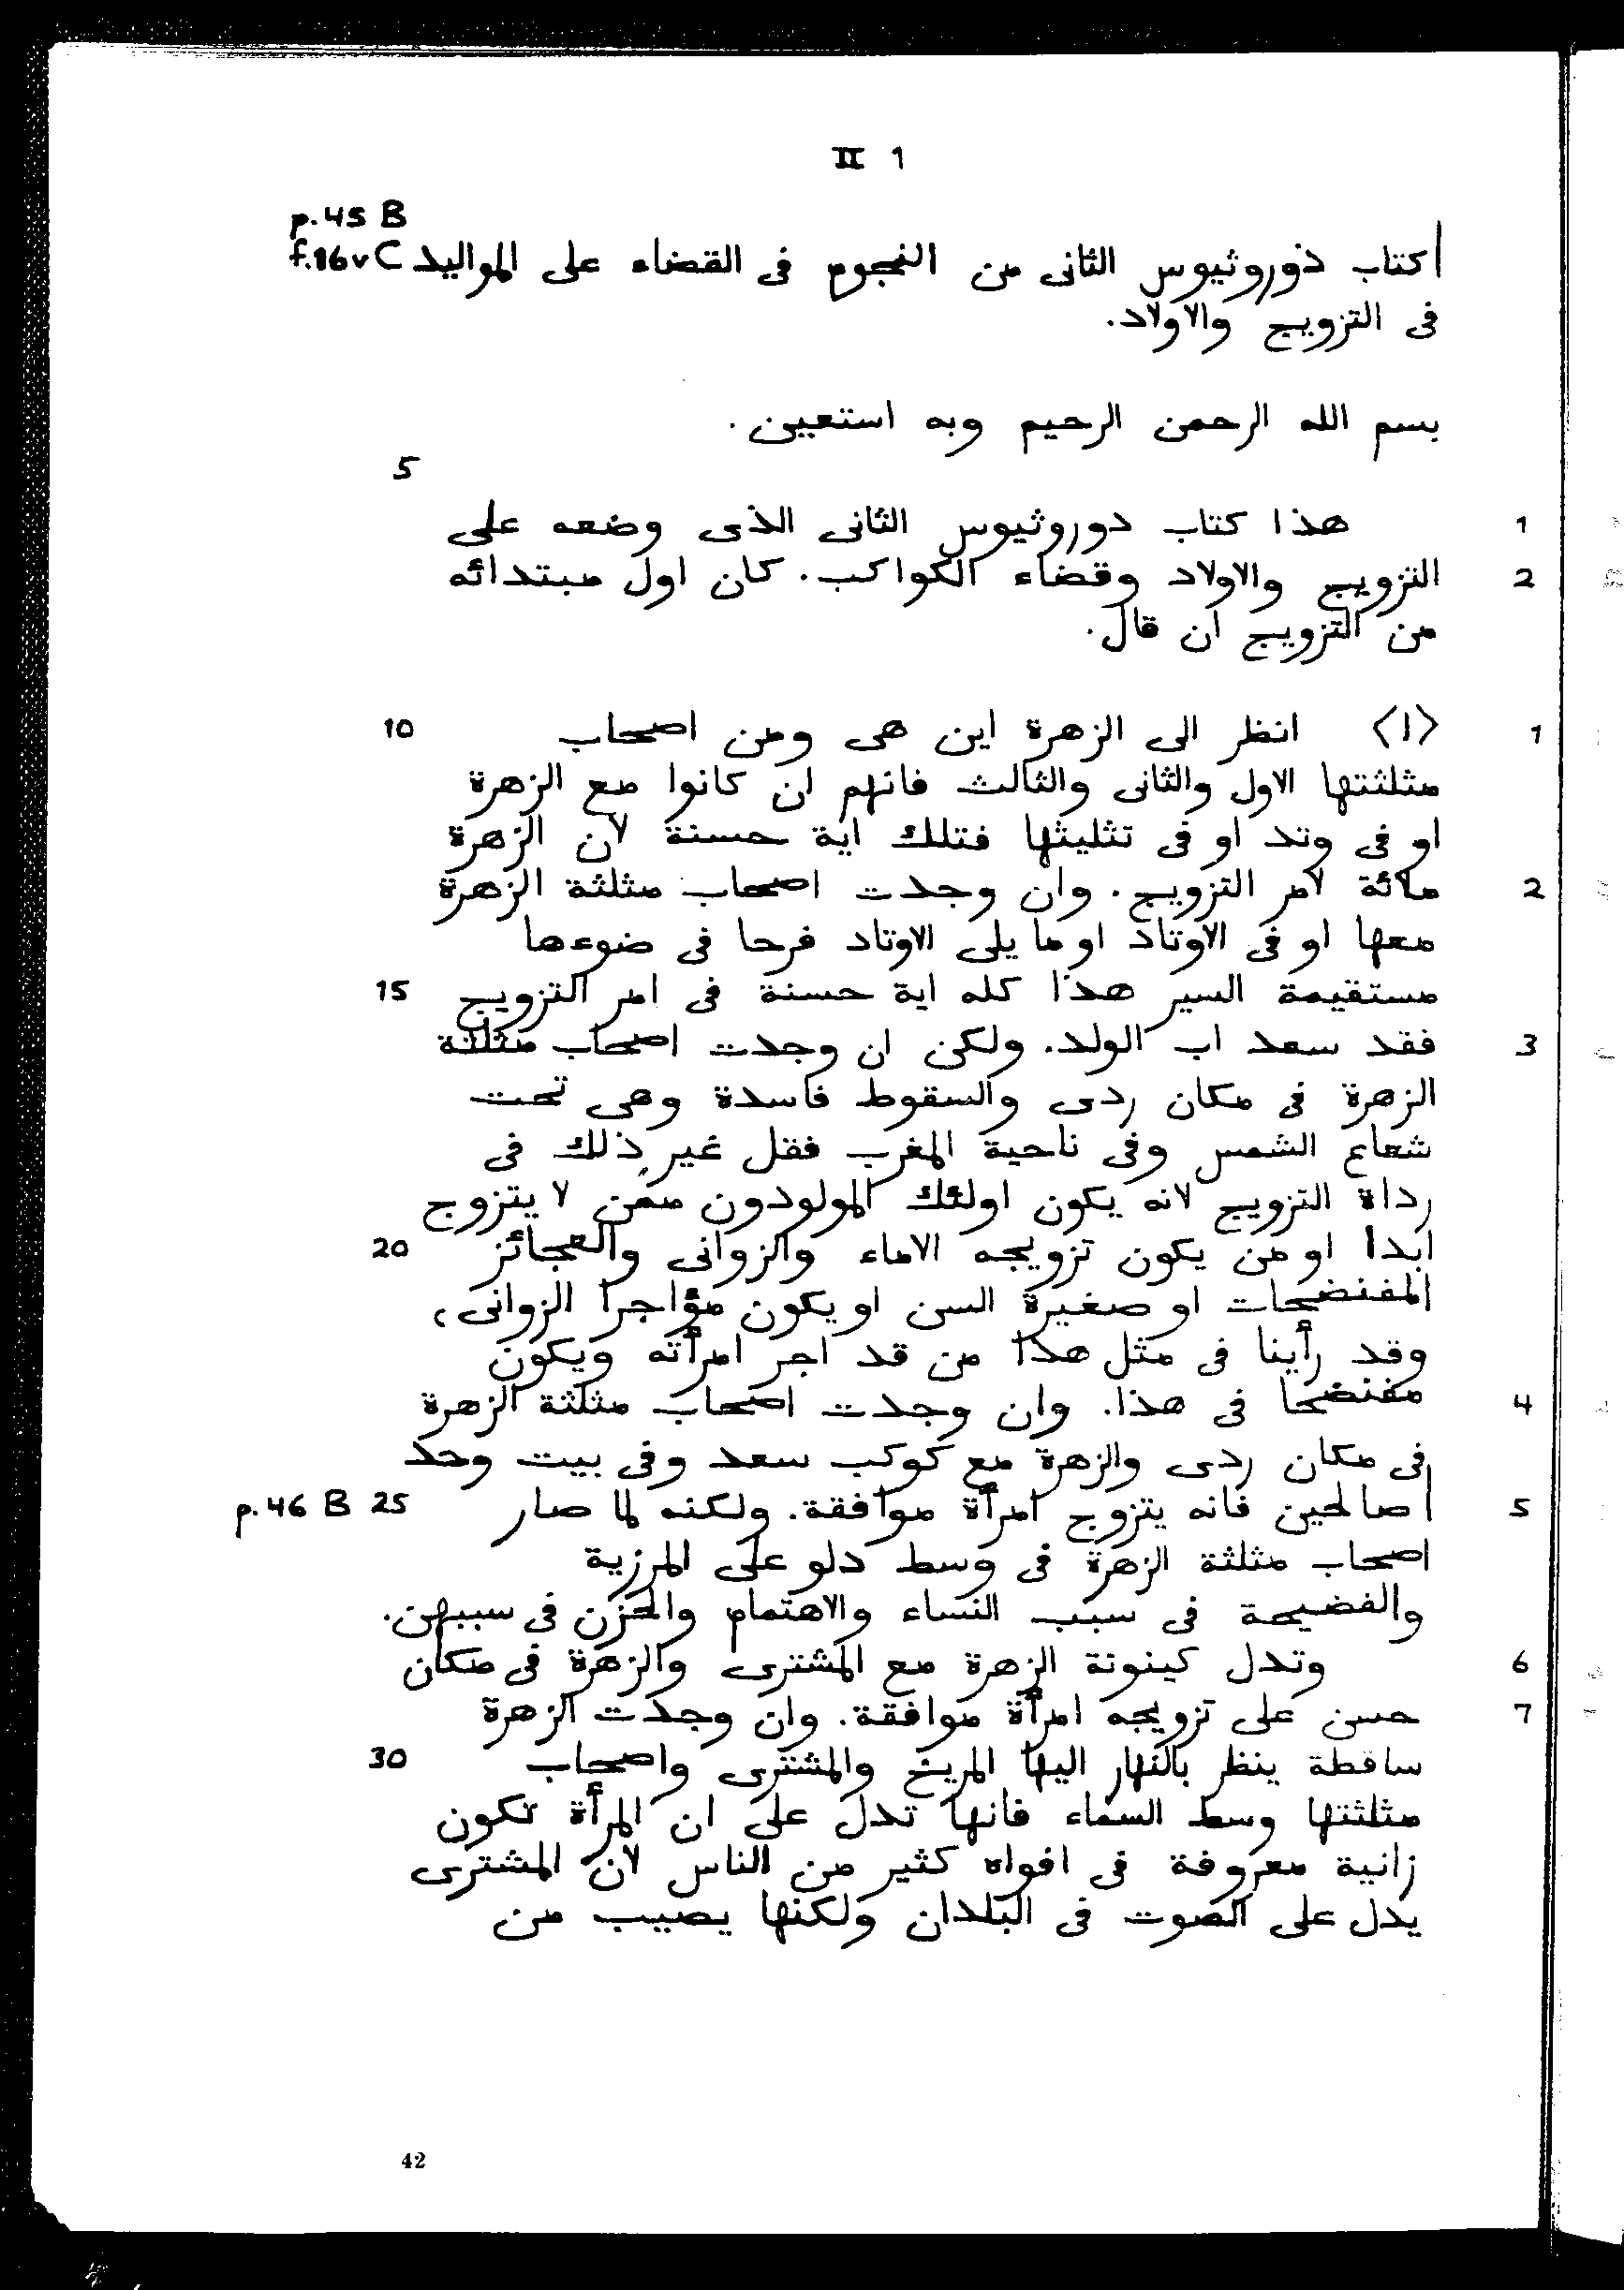 II 1
p.45 B
كتاب ذوروثيوس الثانى من النجوم فى القضاء على المواليد f.16v C
فى التزويج والاولاد.
بسم الله الرحمن الرحيم وبه استعين.
5
هذا كتاب دوروثيوس الثانى الذى وضعه على 1
التزويج والاولاد وقضاء الكواكب. كان اول مبتدائه 2
من التزويج ان قال.
〈ا〉 انظر الى الزهرة اين هى ومن اصحاب 10 1
مثلثتها الاول والثانى والثالث فانهم ان كانوا مع الزهرة
او فى وتد او فى تثليثها فتلك اية حسنة لان الزهرة
ملائة لامر التزويج. وان وجدت اصحاب مثلثة الزهرة 2
معها او فى الاوتاد او ما يلى الاوتاد فرحا فى ضوءها
مستقيمة السير هذا كله اية حسنة فى امر التزويج 15
فقد سعد اب الولد. ولكن ان وجدت اصحاب مثلثة 3
الزهرة فى مكان ردى والسقوط فاسدة وهى تحت
شعاع الشمس وفى ناحية المغرب فقل غير ذلك فى
رداة التزويج لانه يكون اولئك المولودون ممن لا يتزوج
ابدا او من يكون تزويجه الاماء والزوانى والعجائز 20
المفتضحات او صغيرة السن او يكون مؤاجرا الزوانى،
وقد رأينا فى مثل هذا من قد اجر امرأته ويكون
مفتضحا فى هذا. وان وجدت اصحاب مثلثة الزهرة 4
فى مكان ردى والزهرة مع كوكب سعد وفى بيت وحد
صالحين فانه يتزوج امرأة موافقة. ولكنه لما صار p.46 B 25 5
اصحاب مثلثة الزهرة فى وسط دلو على المرزية
والفضيحة فى سبب النساء والاهتمام والحزن فى سببهن.
وتدل كينونة الزهرة مع المشترى والزهرة فى مكان 6
حسن على تزويجه امرأة موافقة. وان وجدت الزهرة 7
ساقطة ينظر بالنهار اليها المريخ والمشترى واصحاب 30
مثلثتها وسط السماء فانها تدل على ان المرأة تكون
زانية معروفة فى افواه كثير من الناس لان المشترى
يدل على الصوت فى البلدان ولكنها يصيب من
42